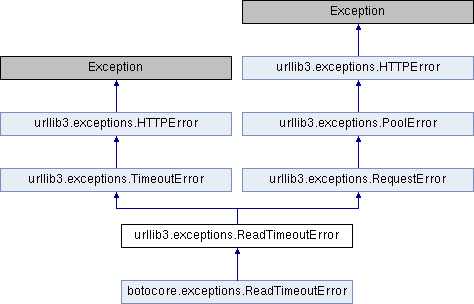 Exception
Exception
urllib3.exceptions.HTTPError
urllib3.exceptions.HTTPError
urllib3.exceptions.PoolError
urllib3.exceptions.TimeoutError
urllib3.exceptions.RequestError
urllib3.exceptions.ReadTimeoutError
botocore.exceptions.ReadTimeoutError